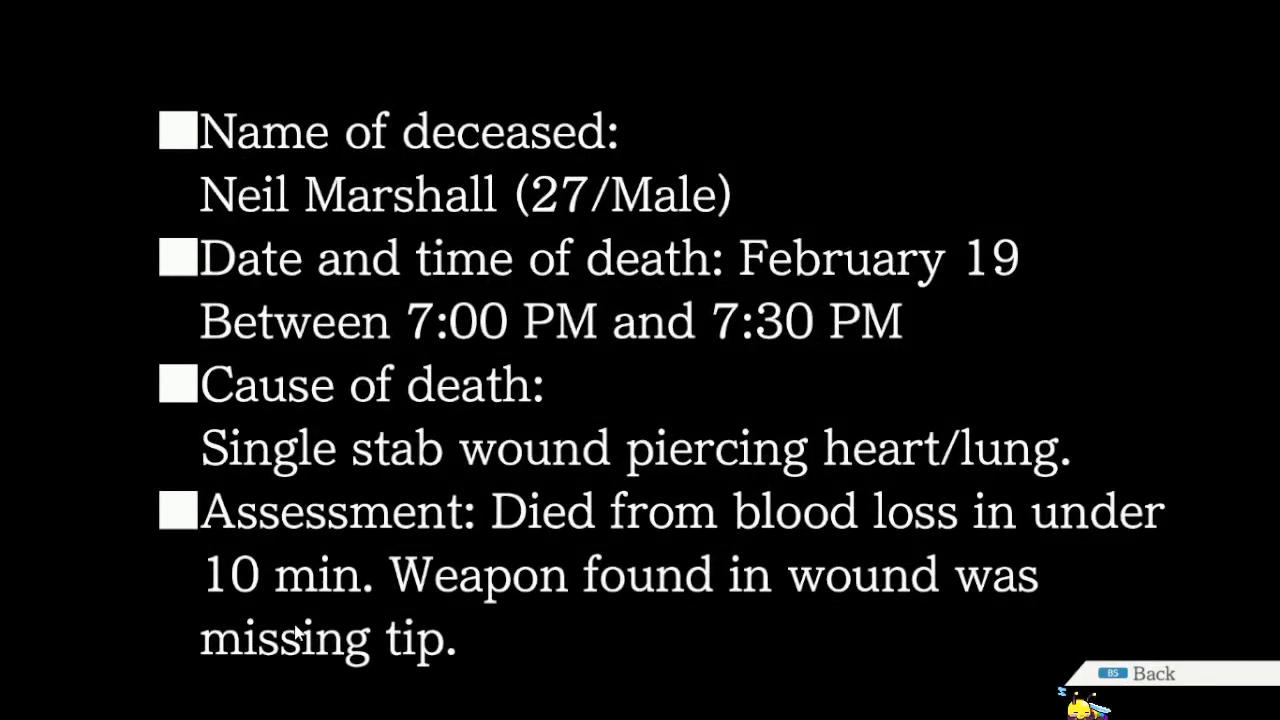 ■Name of deceased:
Neil Marshall (27/Male)
■Date and time of death: February 19
Between 7:00 PM and 7:30 PM
■Cause of death:
Single stab wound piercing heart/lung.
■Assessment: Died from blood loss in under
10 min. Weapon found in wound was
missing tip.
BS Back